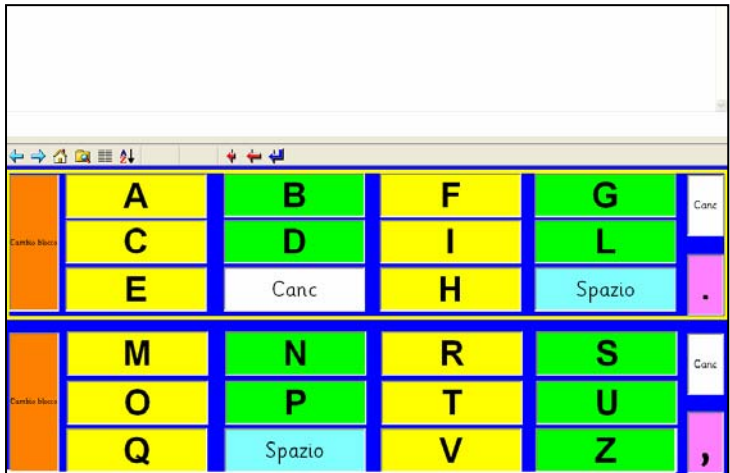 A B F G Canc
Cambio blocco C D I L
E Canc H Spazio .
M N R S Canc
Cambio blocco O P T U
Q Spazio V Z ,